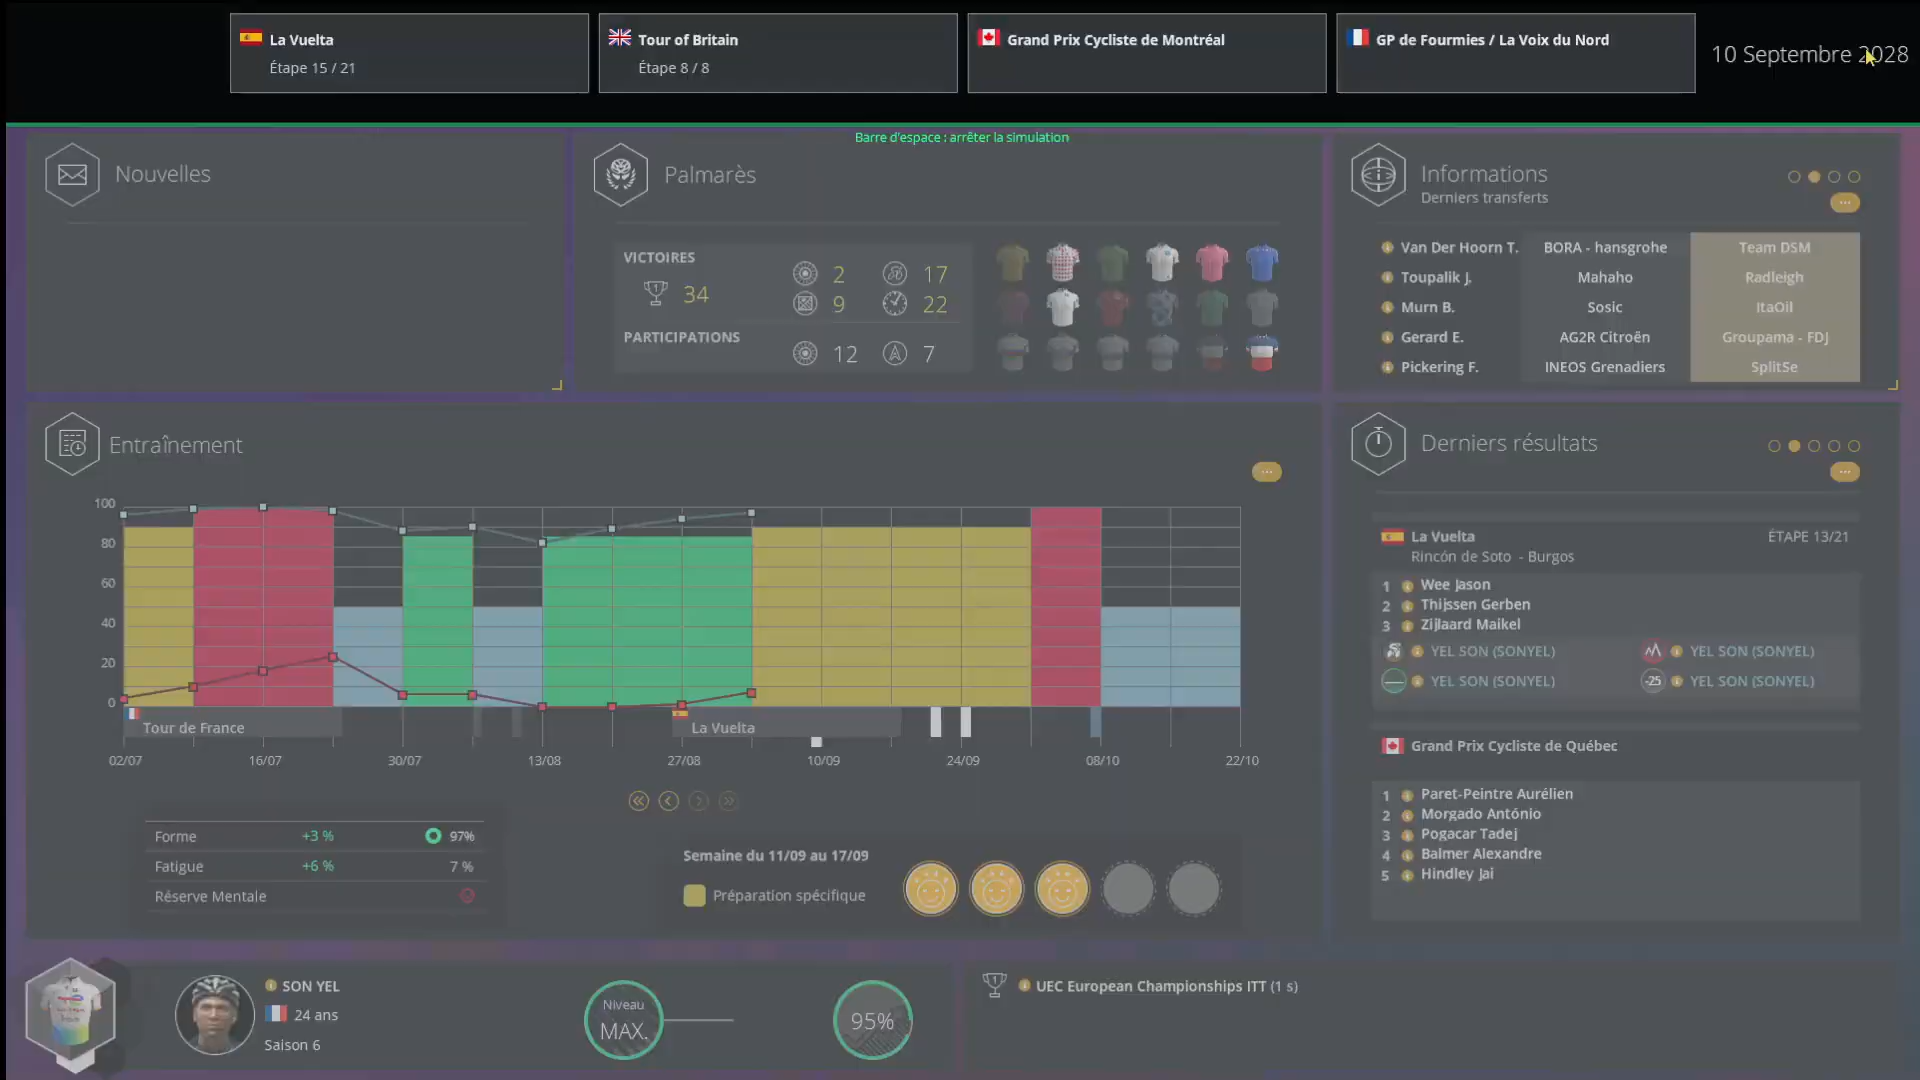 La Vuelta
Étape 15 / 21
Tour of Britain
Étape 8 / 8
Grand Prix Cycliste de Montréal
GP de Fourmies / La Voix du Nord
10 Septembre 2028
Barre d'espace : arrêter la simulation
Nouvelles
Palmarès
VICTOIRES
34
2
17
9
22
PARTICIPATIONS
12
7
Informations
Derniers transferts
...
Van Der Hoorn T. BORA - hansgrohe Team DSM
Toupalik J. Mahaho Radleigh
Murn B. Sosic ItaOil
Gerard E. AG2R Citroën Groupama - FDJ
Pickering F. INEOS Grenadiers SplitSe
Entraînement
...
100
80
60
40
20
0
Tour de France
La Vuelta
02/07 16/07 30/07 13/08 27/08 10/09 24/09 08/10 22/10
Forme +3 % 97%
Fatigue +6 % 7 %
Réserve Mentale
Semaine du 11/09 au 17/09
Préparation spécifique
Derniers résultats
...
La Vuelta ÉTAPE 13/21
Rincón de Soto - Burgos
1 Wee Jason
2 Thijssen Gerben
3 Zijlaard Maikel
YEL SON (SONYEL) YEL SON (SONYEL)
YEL SON (SONYEL) -25 YEL SON (SONYEL)
Grand Prix Cycliste de Québec
1 Paret-Peintre Aurélien
2 Morgado António
3 Pogacar Tadej
4 Balmer Alexandre
5 Hindley Jai
SON YEL
24 ans
Saison 6
Niveau
MAX.
95%
UEC European Championships ITT (1 s)